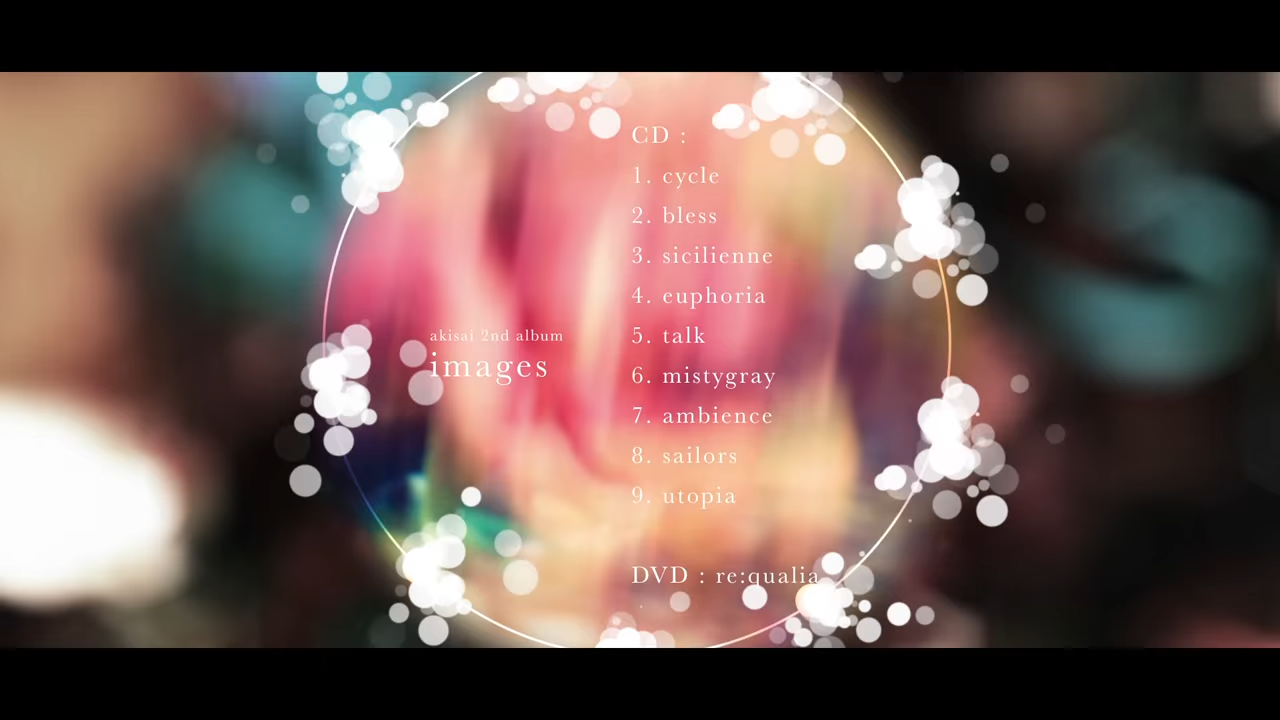 akisai 2nd album
images
CD :
1. cycle
2. bless
3. sicilienne
4. euphoria
5. talk
6. mistygray
7. ambience
8. sailors
9. utopia
DVD : re:qualia